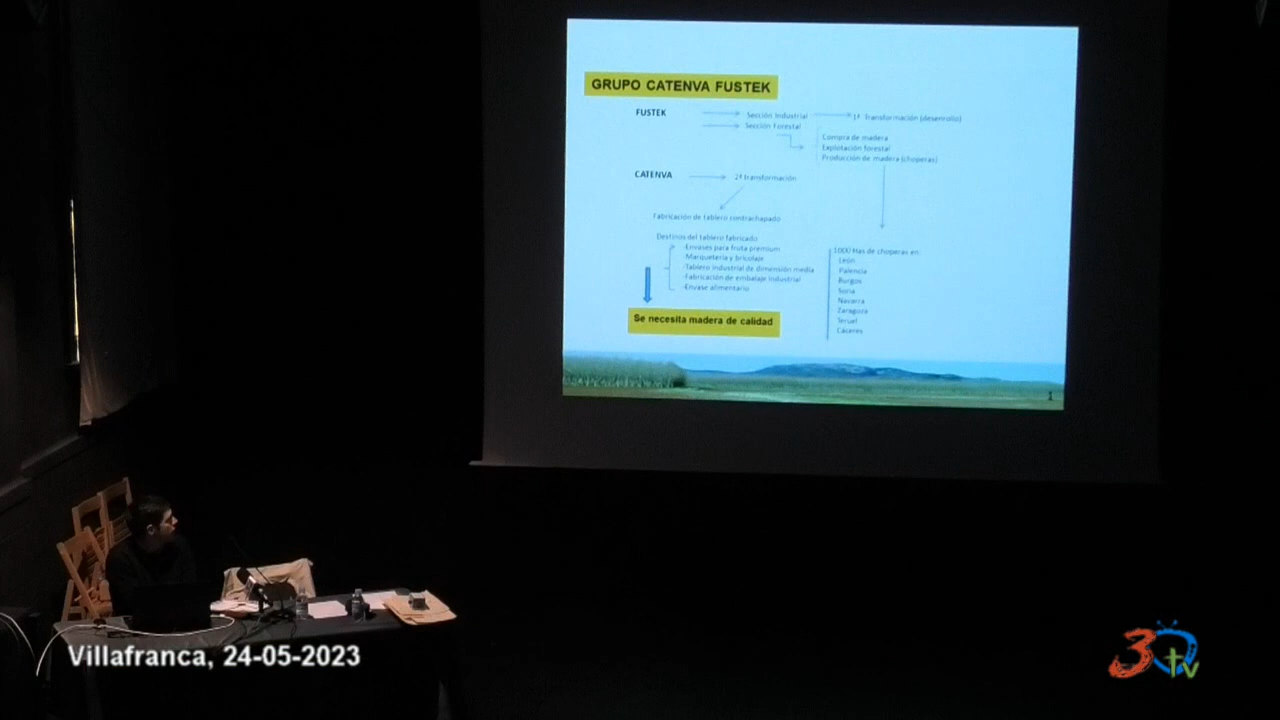 GRUPO CATENVA FUSTEK
FUSTEK
Sección Industrial
1ª Transformación (desenrollo)
Sección Forestal
Compra de madera
Explotación forestal
Producción de madera (choperas)
CATENVA
2ª transformación
Fabricación de tablero contrachapado
Destinos del tablero fabricado
Envases para fruta premium
Marquetería y bricolaje
Tablero industrial de dimensión media
Fabricación de embalaje industrial
Envase alimentario
Se necesita madera de calidad
1000 Has de choperas en:
León
Palencia
Burgos
Soria
Navarra
Zaragoza
Teruel
Cáceres
1
Villafranca, 24-05-2023
3 tv